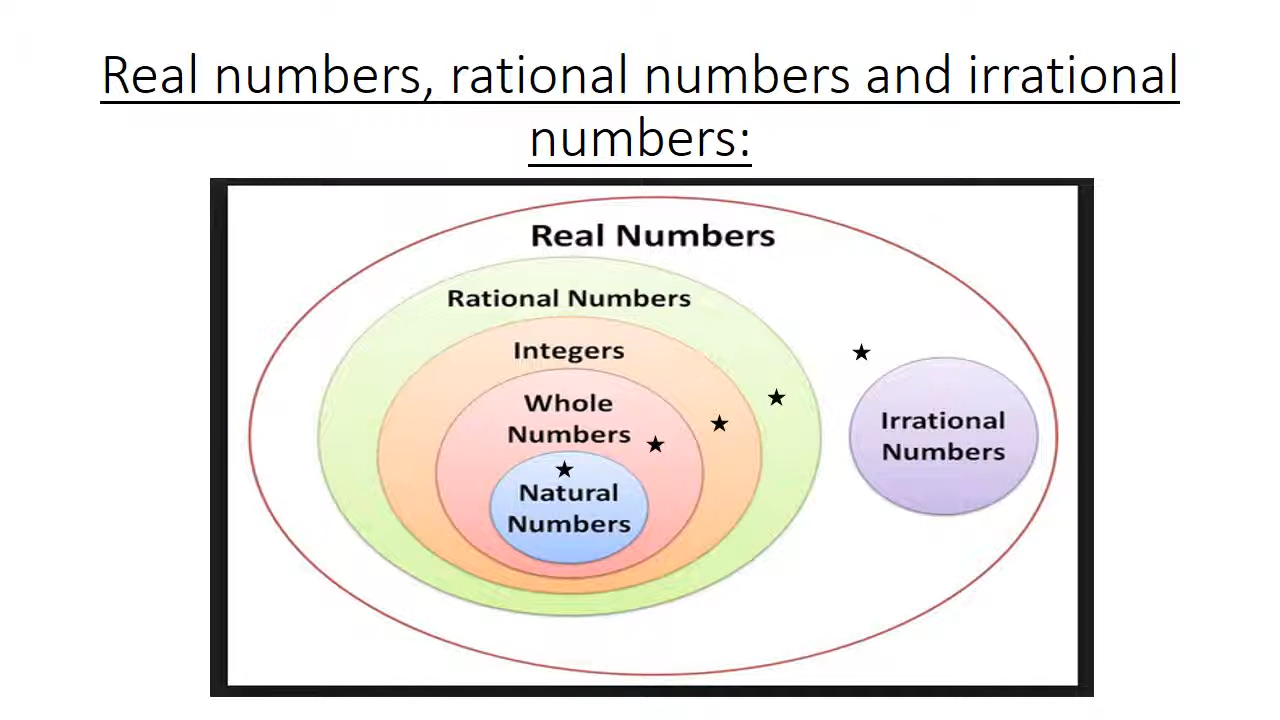 Real numbers, rational numbers and irrational
numbers:
Real Numbers
Rational Numbers
Integers
Whole
Numbers
Natural
Numbers
Irrational
Numbers